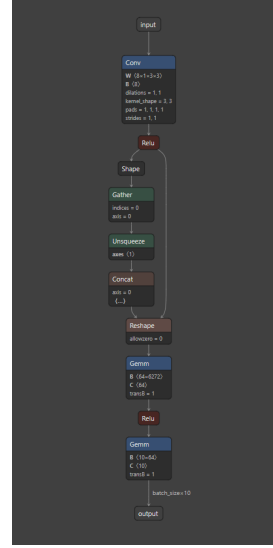 input
Conv
W ⟨8×1×3×3⟩
B ⟨8⟩
dilations = 1, 1
kernel_shape = 3, 3
pads = 1, 1, 1, 1
strides = 1, 1
Relu
Shape
Gather
indices = 0
axis = 0
Unsqueeze
axes ⟨1⟩
Concat
axis = 0
⟨...⟩
Reshape
allowzero = 0
Gemm
B ⟨64×6272⟩
C ⟨64⟩
transB = 1
Relu
Gemm
B ⟨10×64⟩
C ⟨10⟩
transB = 1
batch_size×10
output